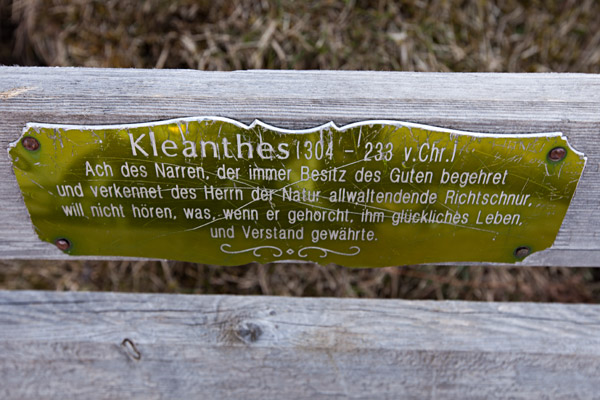 Kleanthes (304 - 233 v.Chr.)
Ach des Narren, der immer Besitz des Guten begehret
und verkennet des Herrn der Natur allwaltendende Richtschnur,
will nicht hören, was, wenn er gehorcht, ihm glückliches Leben,
und Verstand gewährte.